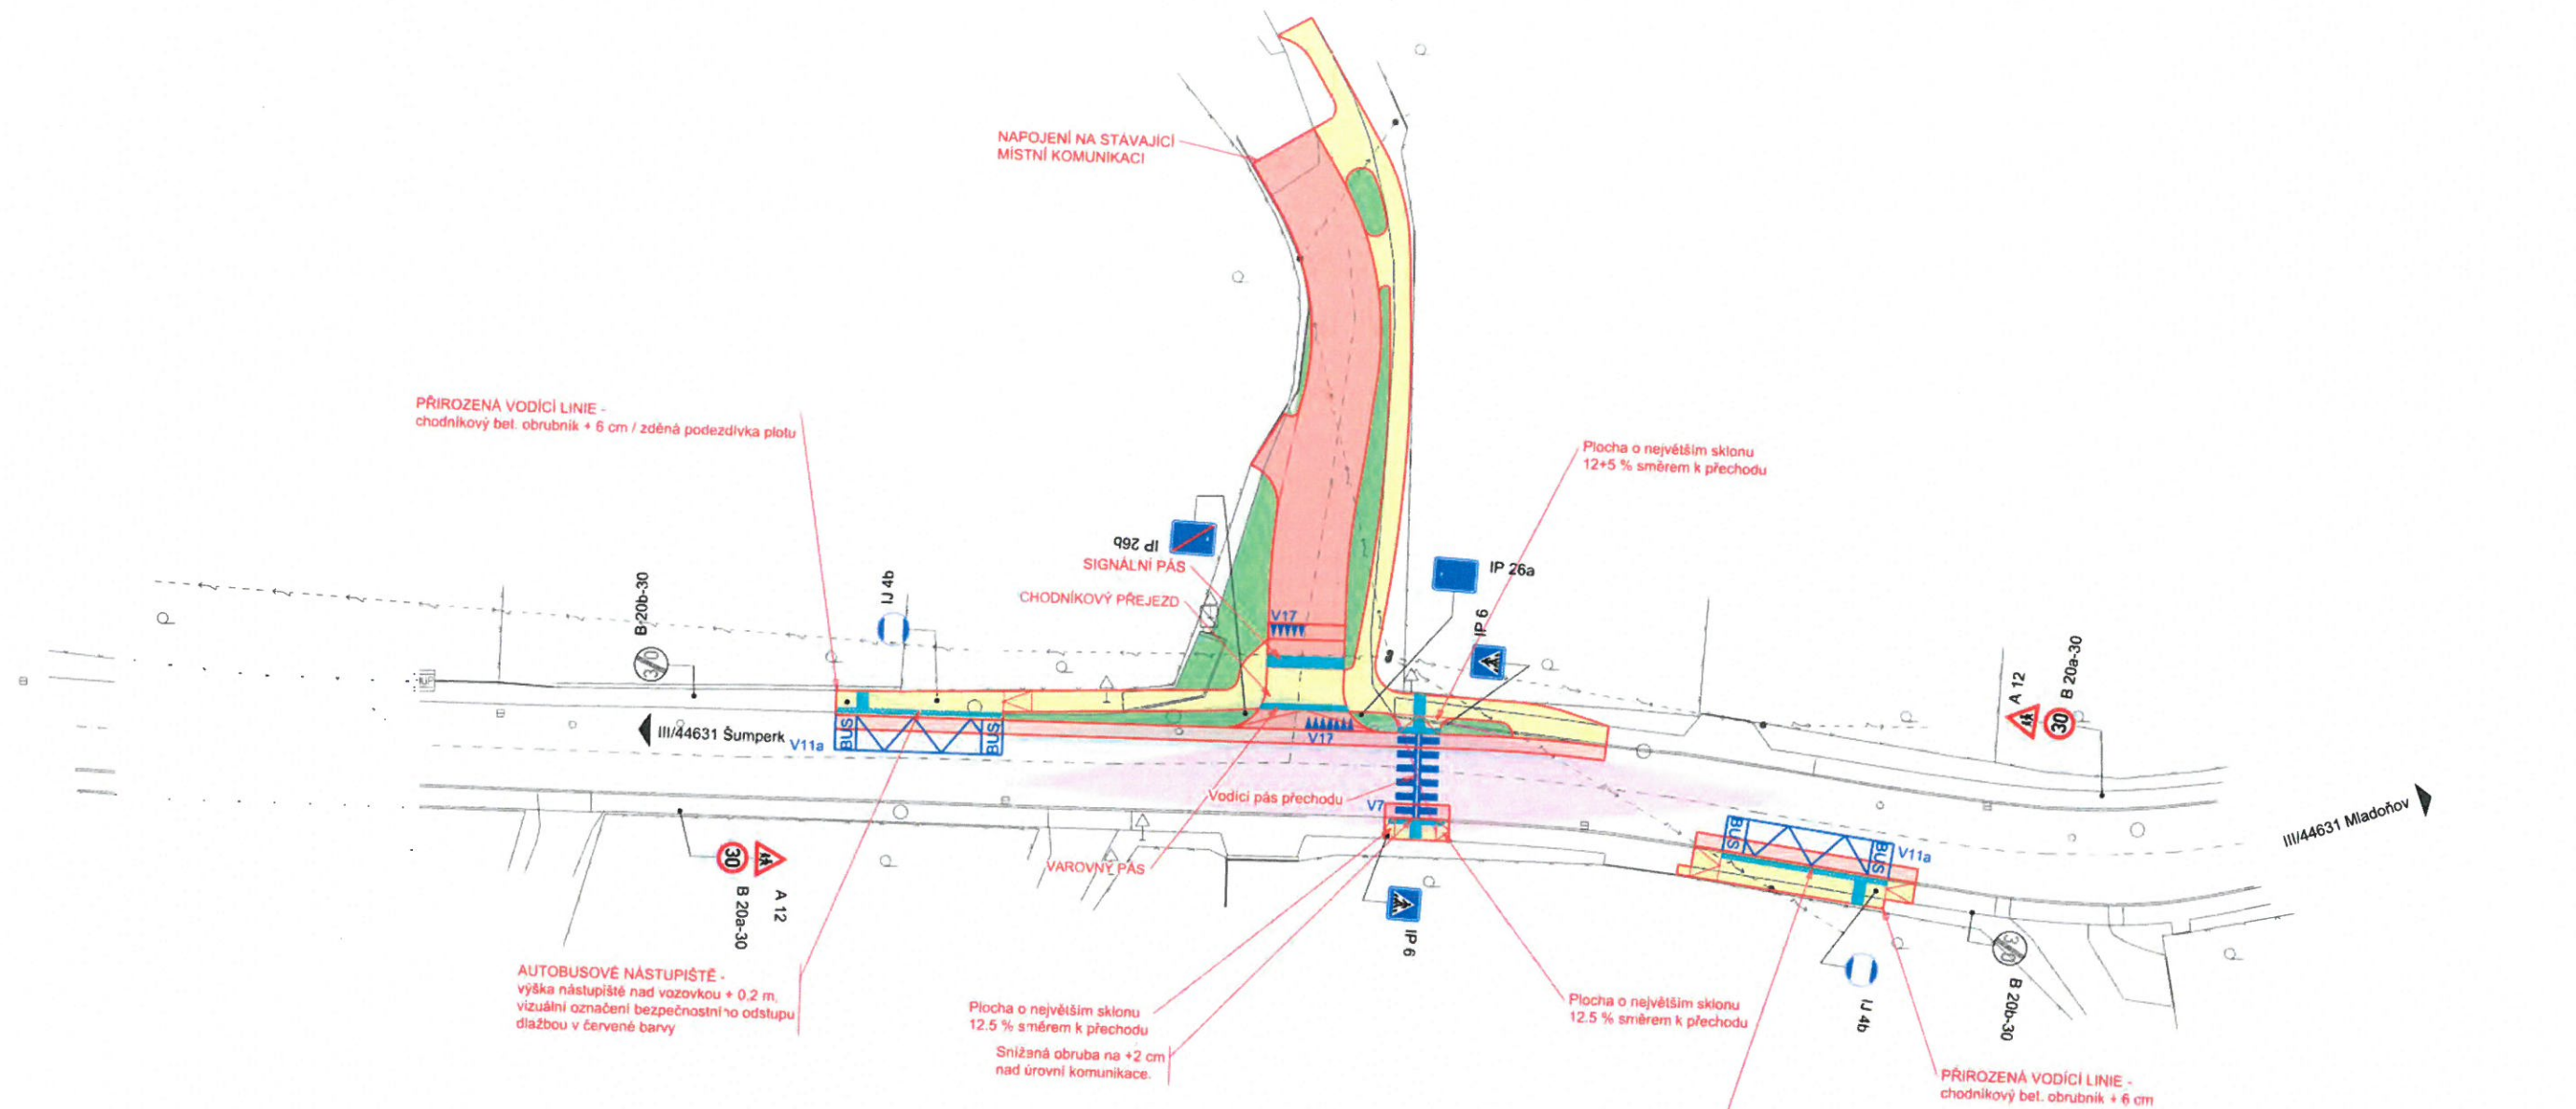 NAPOJENÍ NA STÁVAJÍCÍ
MÍSTNÍ KOMUNIKACI
PŘIROZENÁ VODÍCÍ LINIE -
chodníkový bet. obrubník + 6 cm / zděná podezdívka plotu
Plocha o největším sklonu
12+5 % směrem k přechodu
IP 26b
SIGNÁLNÍ PÁS
CHODNÍKOVÝ PŘEJEZD
IP 26a
IP 6
B 20b-30
30
IJ 4b
V17
A 12
B 20a-30
30
III/44631 Šumperk
V11a
BUS
BUS
V17
Vodící pás přechodu
V7
VAROVNÝ PÁS
III/44631 Mladoňov
BUS
BUS
V11a
30
A 12
B 20a-30
IP 6
30
IJ 4b
B 20b-30
AUTOBUSOVÉ NÁSTUPIŠTĚ -
výška nástupiště nad vozovkou + 0.2 m,
vizuální označení bezpečnostního odstupu
dlažbou v červené barvy
Plocha o největším sklonu
12.5 % směrem k přechodu
Snížená obruba na +2 cm
nad úrovní komunikace.
Plocha o největším sklonu
12.5 % směrem k přechodu
PŘIROZENÁ VODÍCÍ LINIE -
chodníkový bet. obrubník + 6 cm